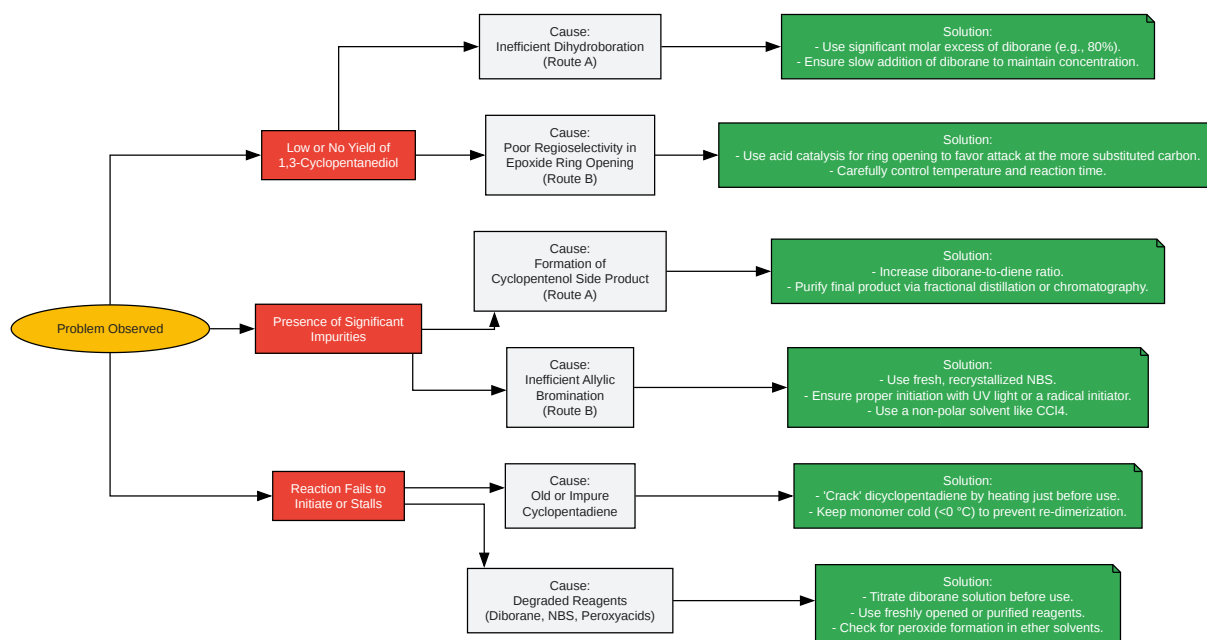 Problem Observed
Low or No Yield of
1,3-Cyclopentanediol
Cause:
Inefficient Dihydroboration
(Route A)
Solution:
- Use significant molar excess of diborane (e.g., 80%).
- Ensure slow addition of diborane to maintain concentration.
Cause:
Poor Regioselectivity in
Epoxide Ring Opening
(Route B)
Solution:
- Use acid catalysis for ring opening to favor attack at the more substituted carbon.
- Carefully control temperature and reaction time.
Presence of Significant
Impurities
Cause:
Formation of
Cyclopentenol Side Product
(Route A)
Solution:
- Increase diborane-to-diene ratio.
- Purify final product via fractional distillation or chromatography.
Cause:
Inefficient Allylic
Bromination
(Route B)
Solution:
- Use fresh, recrystallized NBS.
- Ensure proper initiation with UV light or a radical initiator.
- Use a non-polar solvent like CCl4.
Reaction Fails to
Initiate or Stalls
Cause:
Old or Impure
Cyclopentadiene
Solution:
- 'Crack' dicyclopentadiene by heating just before use.
- Keep monomer cold (<0 °C) to prevent re-dimerization.
Cause:
Degraded Reagents
(Diborane, NBS, Peroxyacids)
Solution:
- Titrate diborane solution before use.
- Use freshly opened or purified reagents.
- Check for peroxide formation in ether solvents.